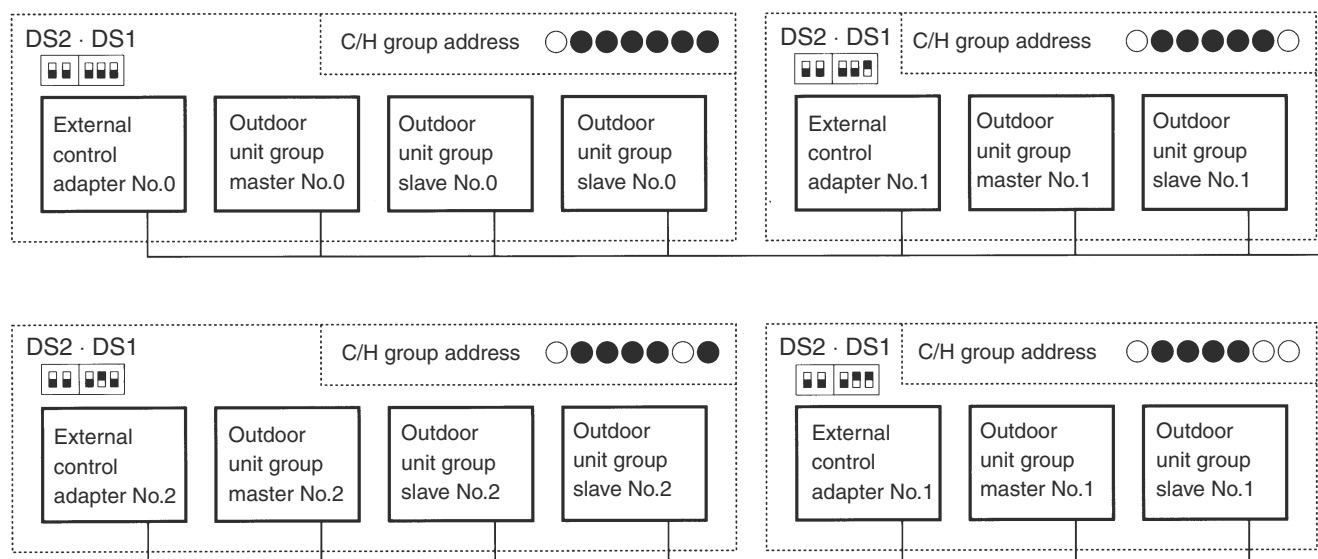 DS2 · DS1
C/H group address
External
control
adapter No.0
Outdoor
unit group
master No.0
Outdoor
unit group
slave No.0
Outdoor
unit group
slave No.0
DS2 · DS1
C/H group address
External
control
adapter No.1
Outdoor
unit group
master No.1
Outdoor
unit group
slave No.1
DS2 · DS1
C/H group address
External
control
adapter No.2
Outdoor
unit group
master No.2
Outdoor
unit group
slave No.2
Outdoor
unit group
slave No.2
DS2 · DS1
C/H group address
External
control
adapter No.1
Outdoor
unit group
master No.1
Outdoor
unit group
slave No.1